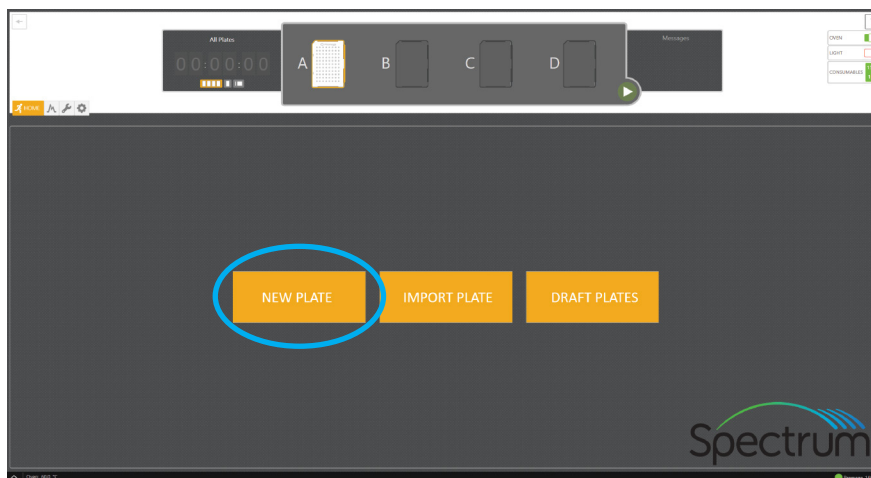 All Plates
00:00:00
A
B
C
D
Messages
OVEN
LIGHT
CONSUMABLES
HOME
NEW PLATE
IMPORT PLATE
DRAFT PLATES
Spectrum